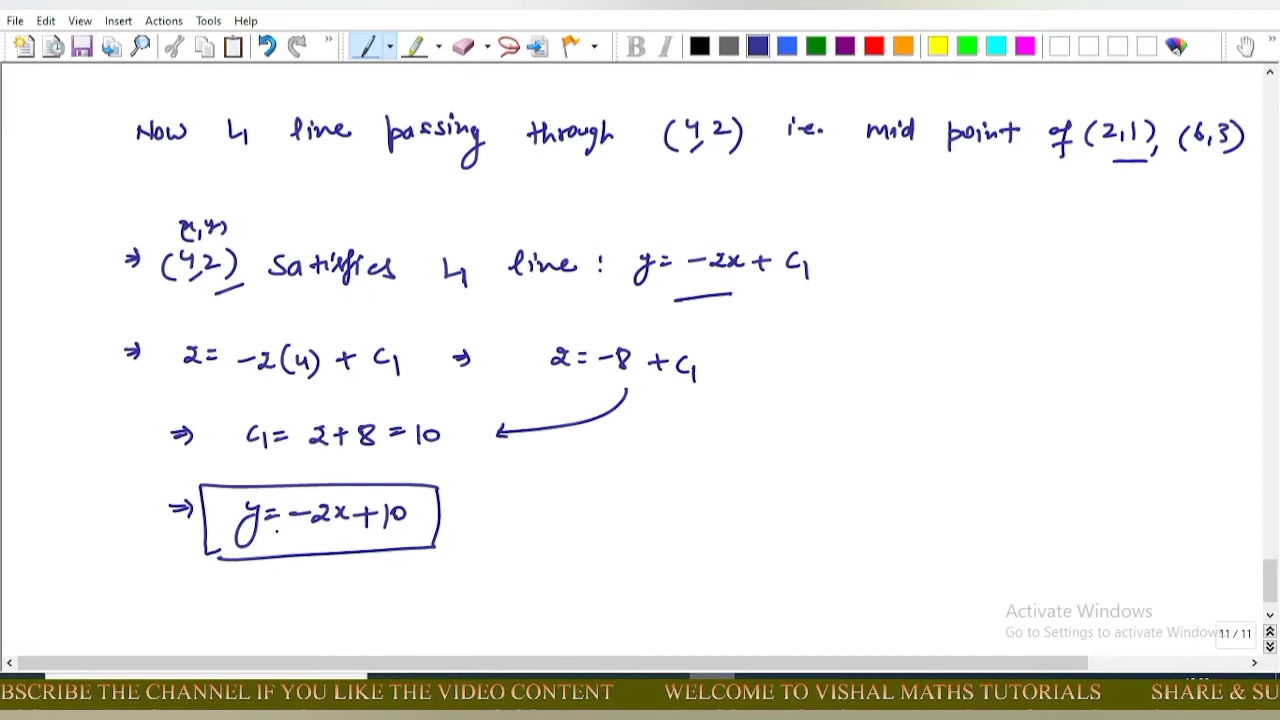 File Edit View Insert Actions Tools Help
Now L₁ line passing through (4,2) i.e. mid point of (2,1), (6,3)
(x,y)
⇒ (4,2) satisfies L₁ line : y = -2x + C₁
⇒ 2 = -2(4) + C₁ ⇒ 2 = -8 + C₁
⇒ C₁ = 2+8 = 10
⇒ y = -2x + 10
Activate Windows
Go to Settings to activate Window
11 / 11
BSCRIBE THE CHANNEL IF YOU LIKE THE VIDEO CONTENT WELCOME TO VISHAL MATHS TUTORIALS SHARE & SU